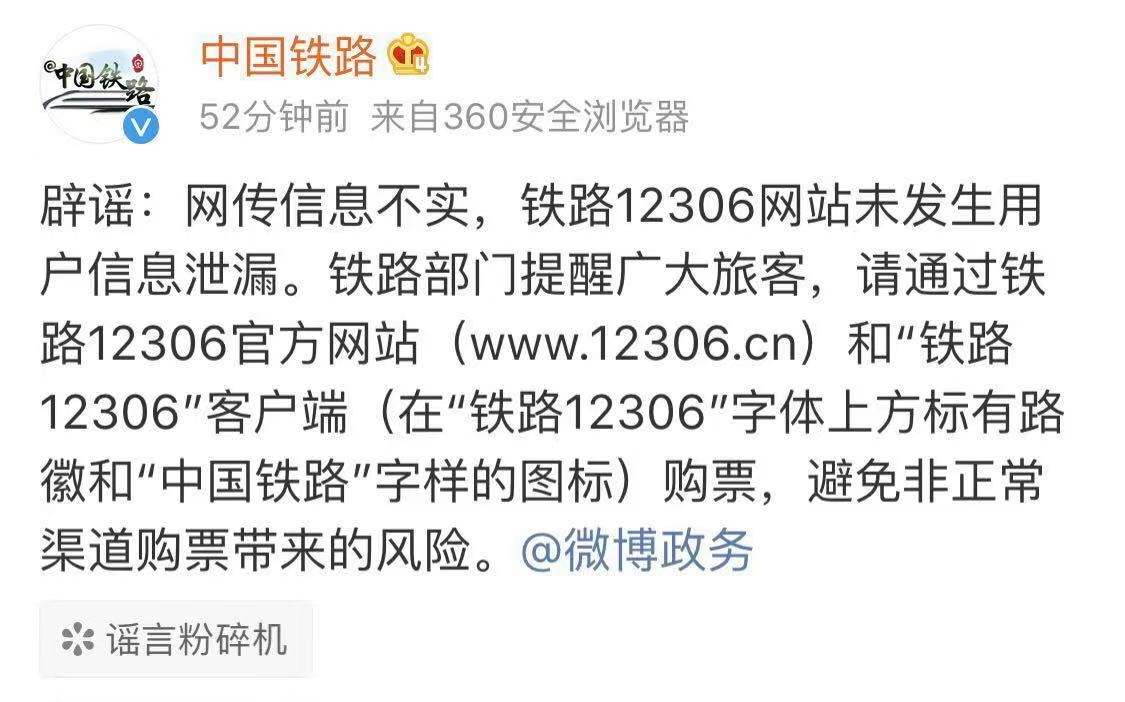 @中国铁路
中国铁路
4
52分钟前 来自360安全浏览器
辟谣：网传信息不实，铁路12306网站未发生用
户信息泄漏。铁路部门提醒广大旅客，请通过铁
路12306官方网站（www.12306.cn）和“铁路
12306”客户端（在“铁路12306”字体上方标有路
徽和“中国铁路”字样的图标）购票，避免非正常
渠道购票带来的风险。@微博政务
谣言粉碎机